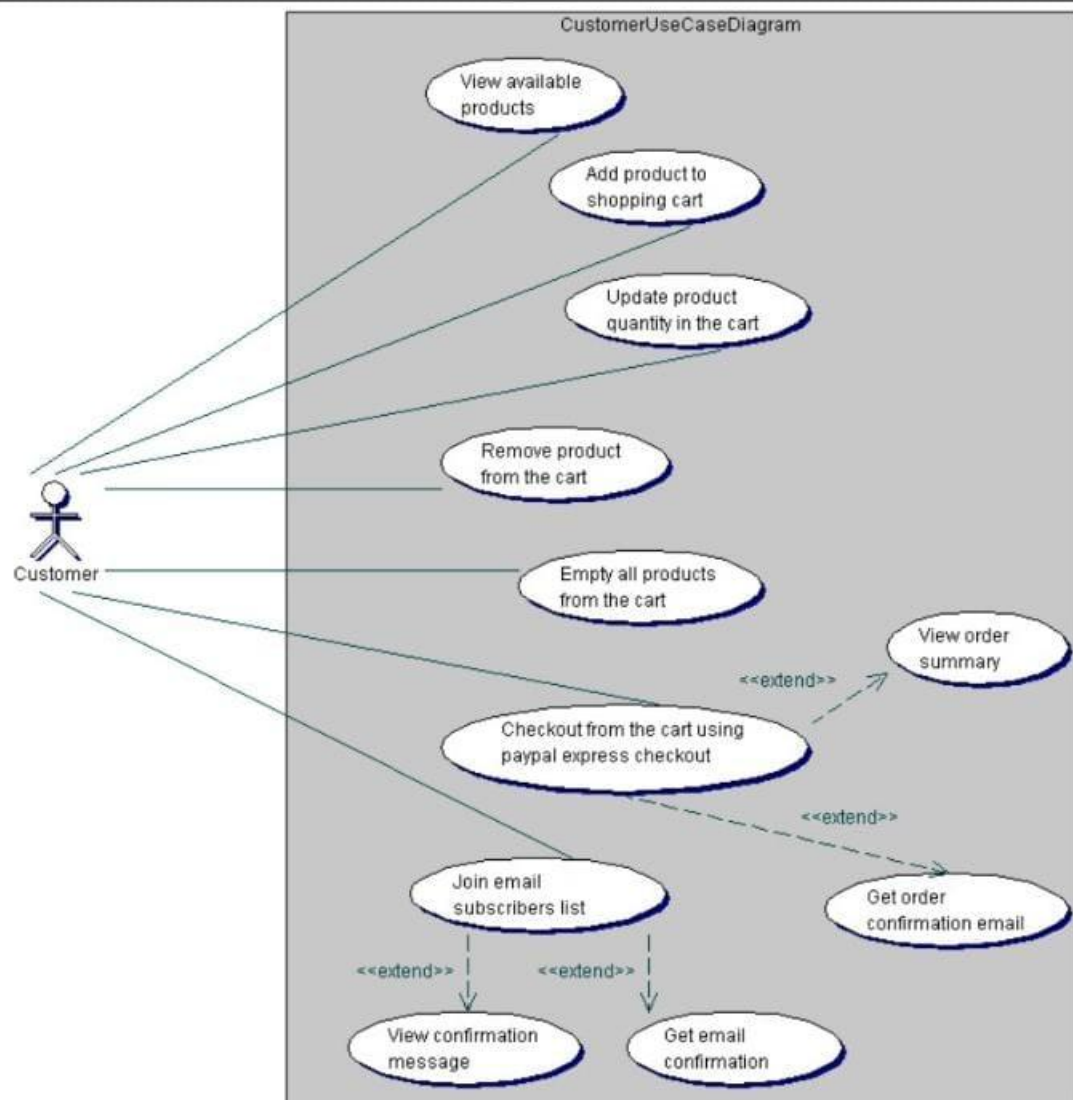 CustomerUseCaseDiagram
View available
products
Add product to
shopping cart
Update product
quantity in the cart
Remove product
from the cart
Customer
Empty all products
from the cart
View order
summary
<<extend>>
Checkout from the cart using
paypal express checkout
<<extend>>
Join email
subscribers list
Get order
confirmation email
<<extend>>
<<extend>>
View confirmation
message
Get email
confirmation